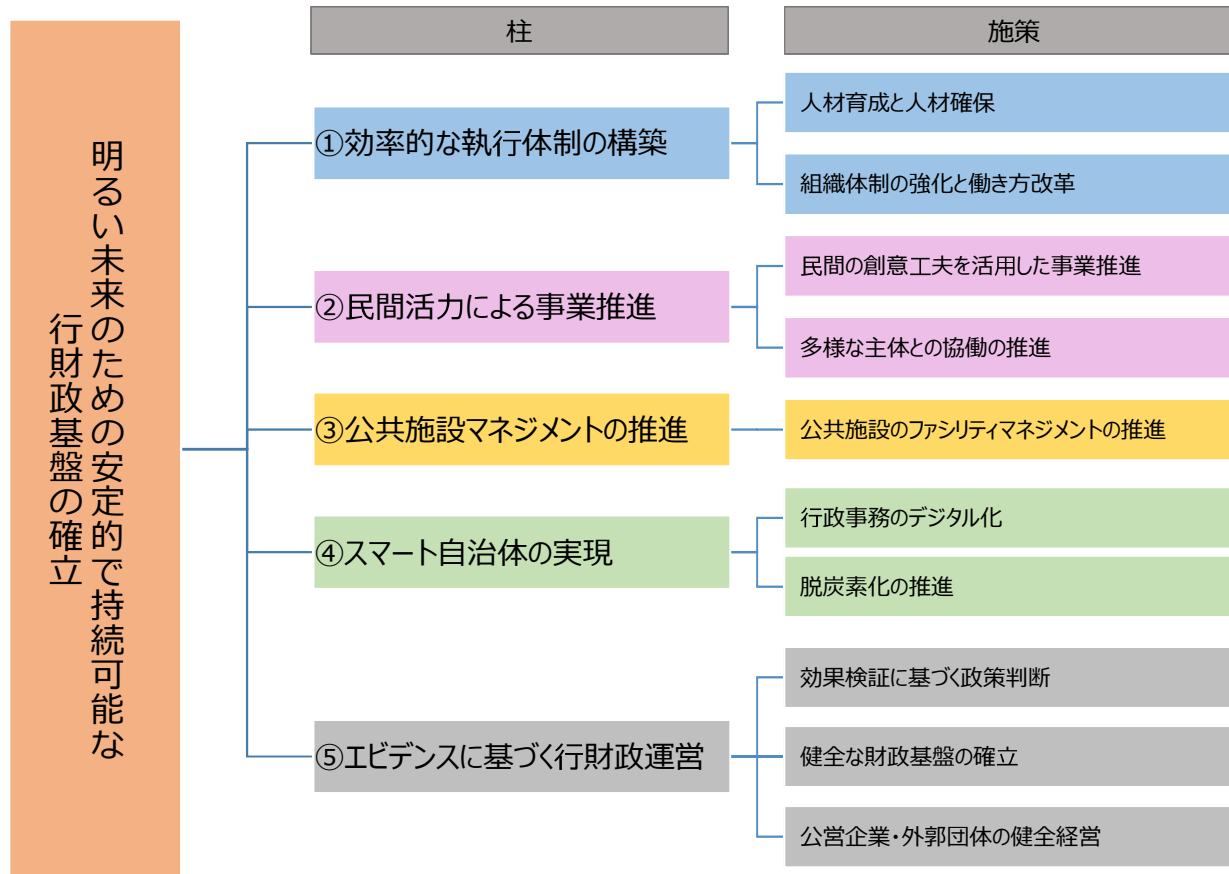 明るい未来のための安定的で持続可能な
行財政基盤の確立
柱
施策
①効率的な執行体制の構築
人材育成と人材確保
組織体制の強化と働き方改革
②民間活力による事業推進
民間の創意工夫を活用した事業推進
多様な主体との協働の推進
③公共施設マネジメントの推進
公共施設のファシリティマネジメントの推進
④スマート自治体の実現
行政事務のデジタル化
脱炭素化の推進
⑤エビデンスに基づく行財政運営
効果検証に基づく政策判断
健全な財政基盤の確立
公営企業・外郭団体の健全経営